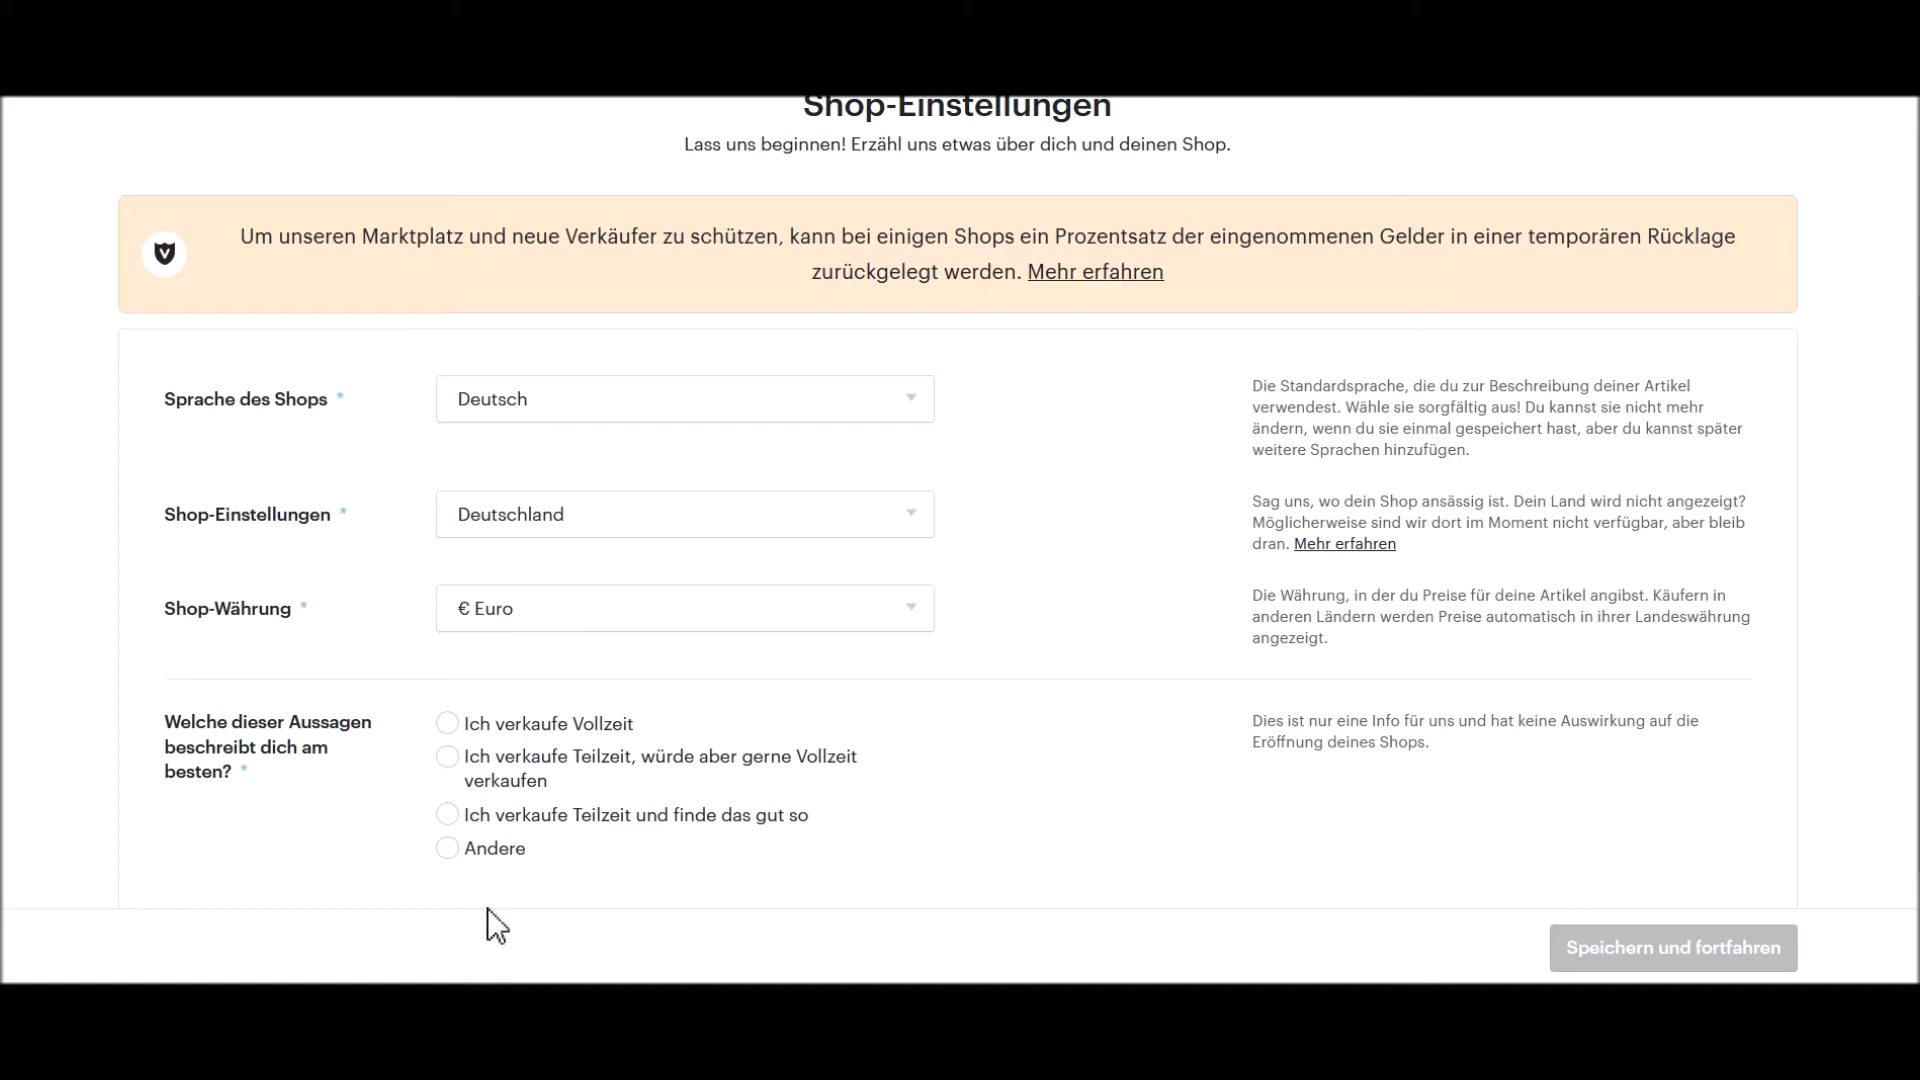 Shop-Einstellungen
Lass uns beginnen! Erzähl uns etwas über dich und deinen Shop.
Um unseren Marktplatz und neue Verkäufer zu schützen, kann bei einigen Shops ein Prozentsatz der eingenommenen Gelder in einer temporären Rücklage
zurückgelegt werden. Mehr erfahren
Sprache des Shops *
Deutsch
Die Standardsprache, die du zur Beschreibung deiner Artikel
verwendest. Wähle sie sorgfältig aus! Du kannst sie nicht mehr
ändern, wenn du sie einmal gespeichert hast, aber du kannst später
weitere Sprachen hinzufügen.
Shop-Einstellungen *
Deutschland
Sag uns, wo dein Shop ansässig ist. Dein Land wird nicht angezeigt?
Möglicherweise sind wir dort im Moment nicht verfügbar, aber bleib
dran. Mehr erfahren
Shop-Währung *
€ Euro
Die Währung, in der du Preise für deine Artikel angibst. Käufern in
anderen Ländern werden Preise automatisch in ihrer Landeswährung
angezeigt.
Welche dieser Aussagen
beschreibt dich am
besten? *
Ich verkaufe Vollzeit
Ich verkaufe Teilzeit, würde aber gerne Vollzeit
verkaufen
Ich verkaufe Teilzeit und finde das gut so
Andere
Dies ist nur eine Info für uns und hat keine Auswirkung auf die
Eröffnung deines Shops.
Speichern und fortfahren